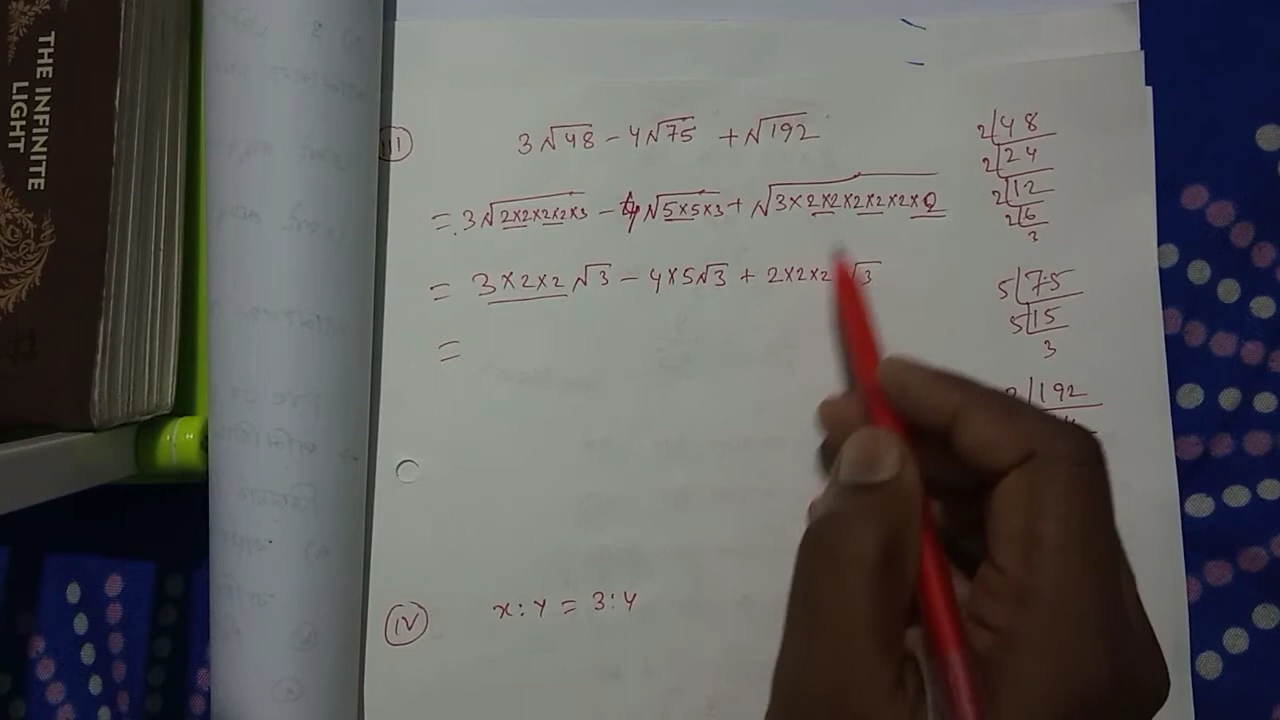 THE INFINITE
LIGHT
III 3√48 - 4√75 + √192
= 3√2×2×2×2×3 - 4√5×5×3 + √3×2×2×2×2×2×2
= 3×2×2√3 - 4×5√3 + 2×2×2√3
=
IV x:y = 3:4
2 48
2 24
2 12
2 6
3
5 75
5 15
3
192